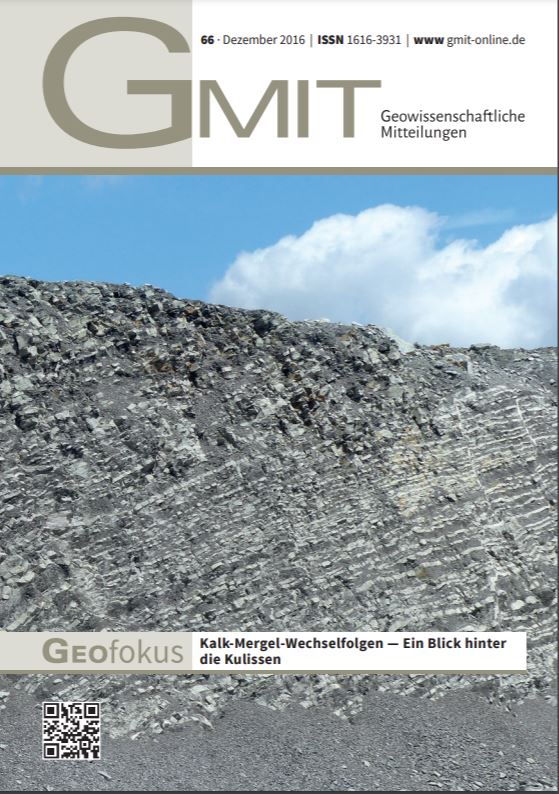 66 · Dezember 2016 | ISSN 1616-3931 | www gmit-online.de
GMIT
Geowissenschaftliche
Mitteilungen
GEOfokus
Kalk-Mergel-Wechselfolgen — Ein Blick hinter
die Kulissen